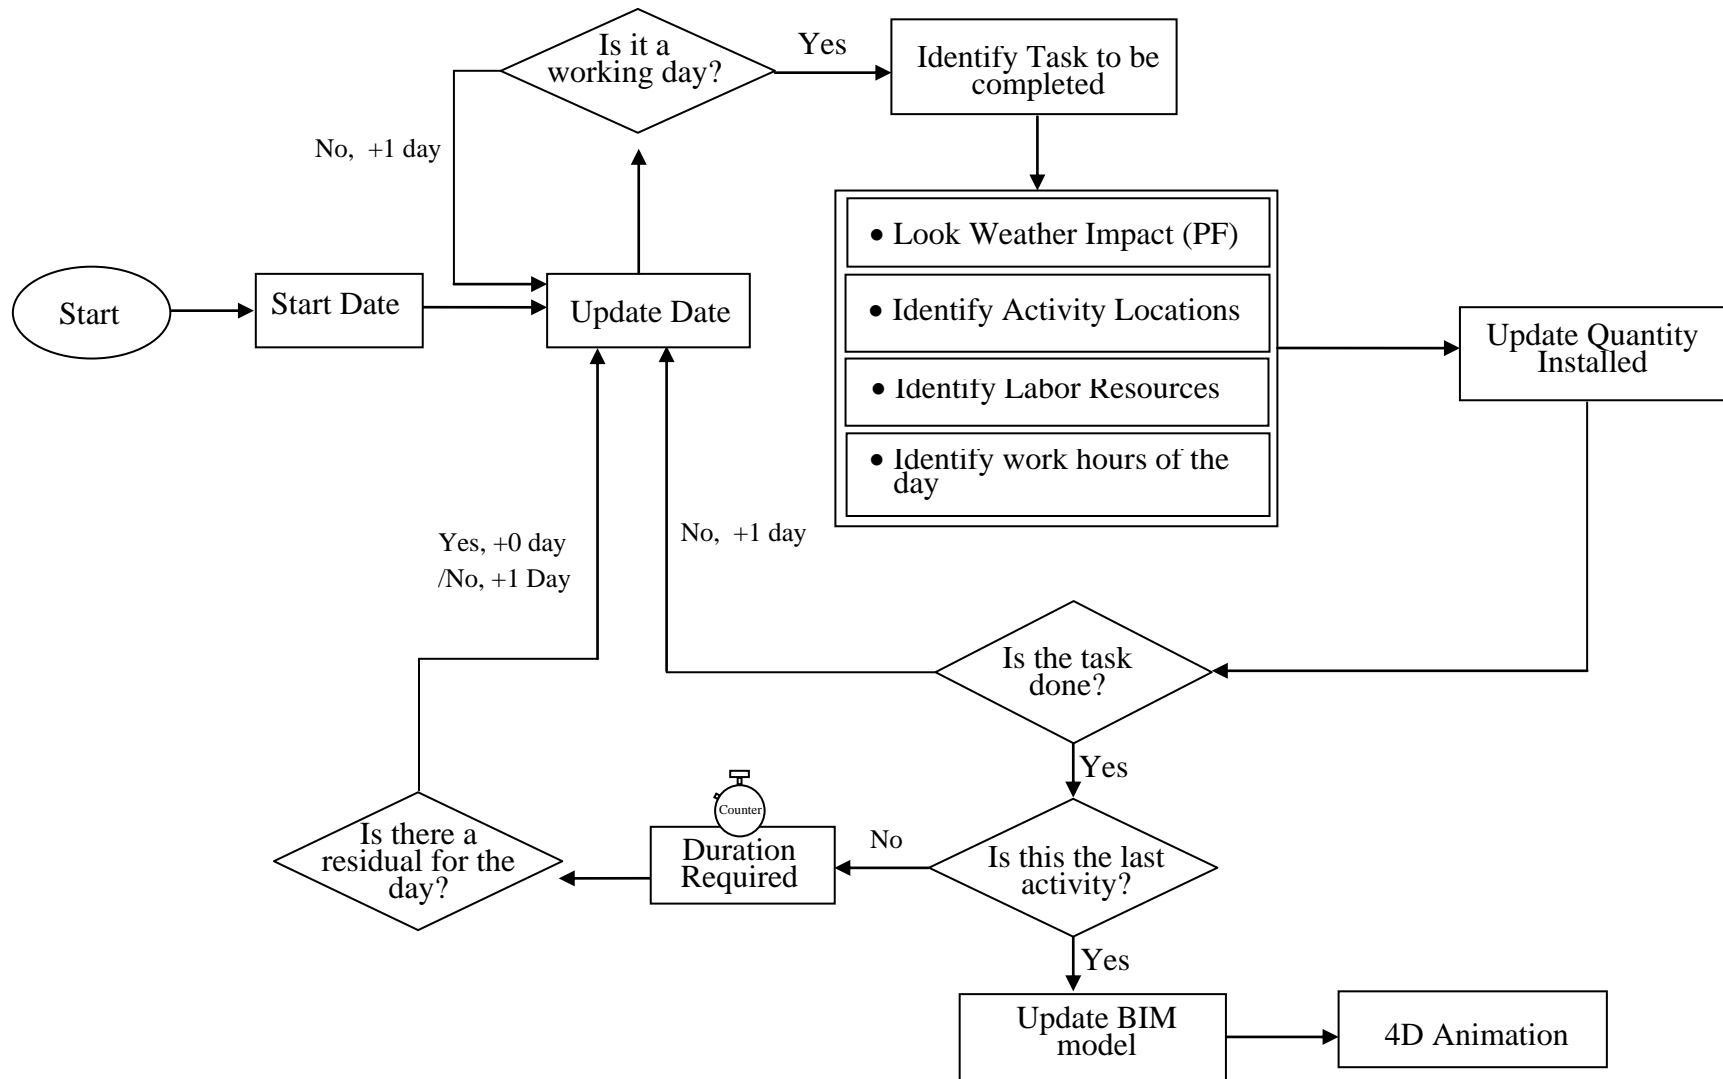 Is it a
working day?
Yes
Identify Task to be
completed
No, +1 day
• Look Weather Impact (PF)
• Identify Activity Locations
• Identify Labor Resources
• Identify work hours of the
day
Start
Start Date
Update Date
Update Quantity
Installed
Yes, +0 day
/No, +1 Day
No, +1 day
Is the task
done?
Yes
Is this the last
activity?
No
Counter
Duration
Required
Is there a
residual for the
day?
Yes
Update BIM
model
4D Animation